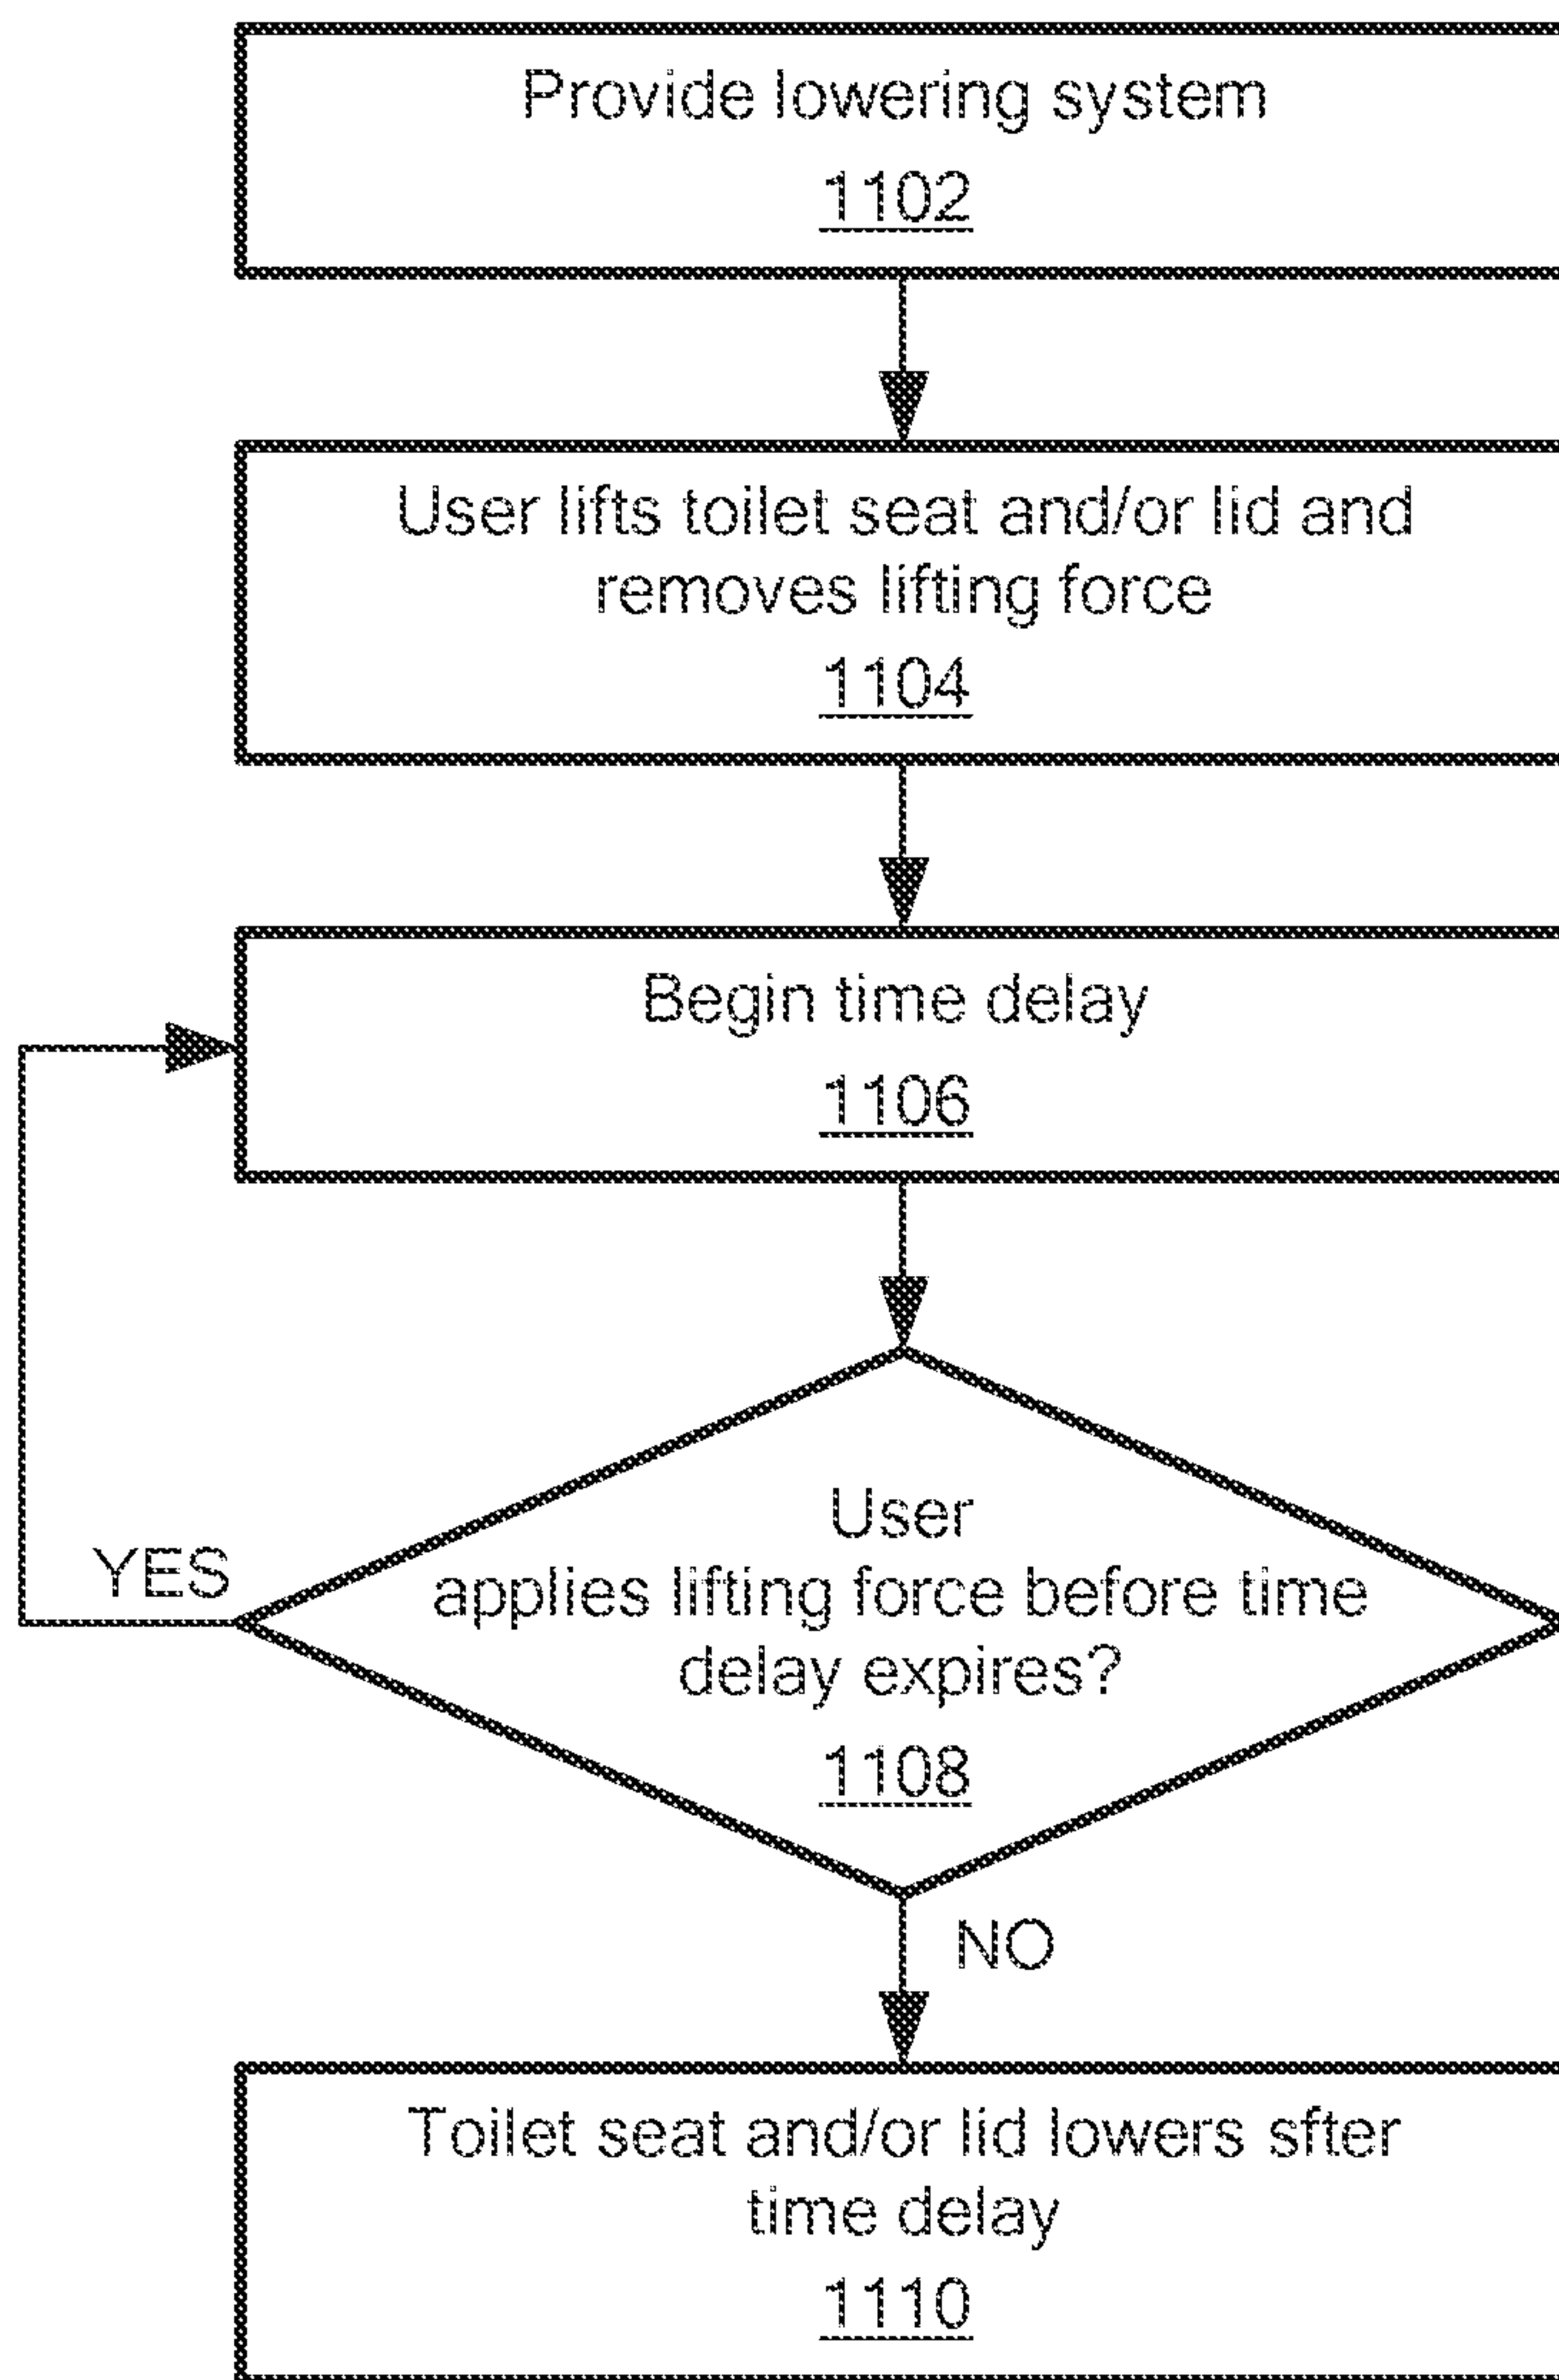 Provide lowering system
1102
User lifts toilet seat and/or lid and
removes lifting force
1104
Begin time delay
1106
User
applies lifting force before time
delay expires?
1108
YES
NO
Toilet seat and/or lid lowers sfter
time delay
1110